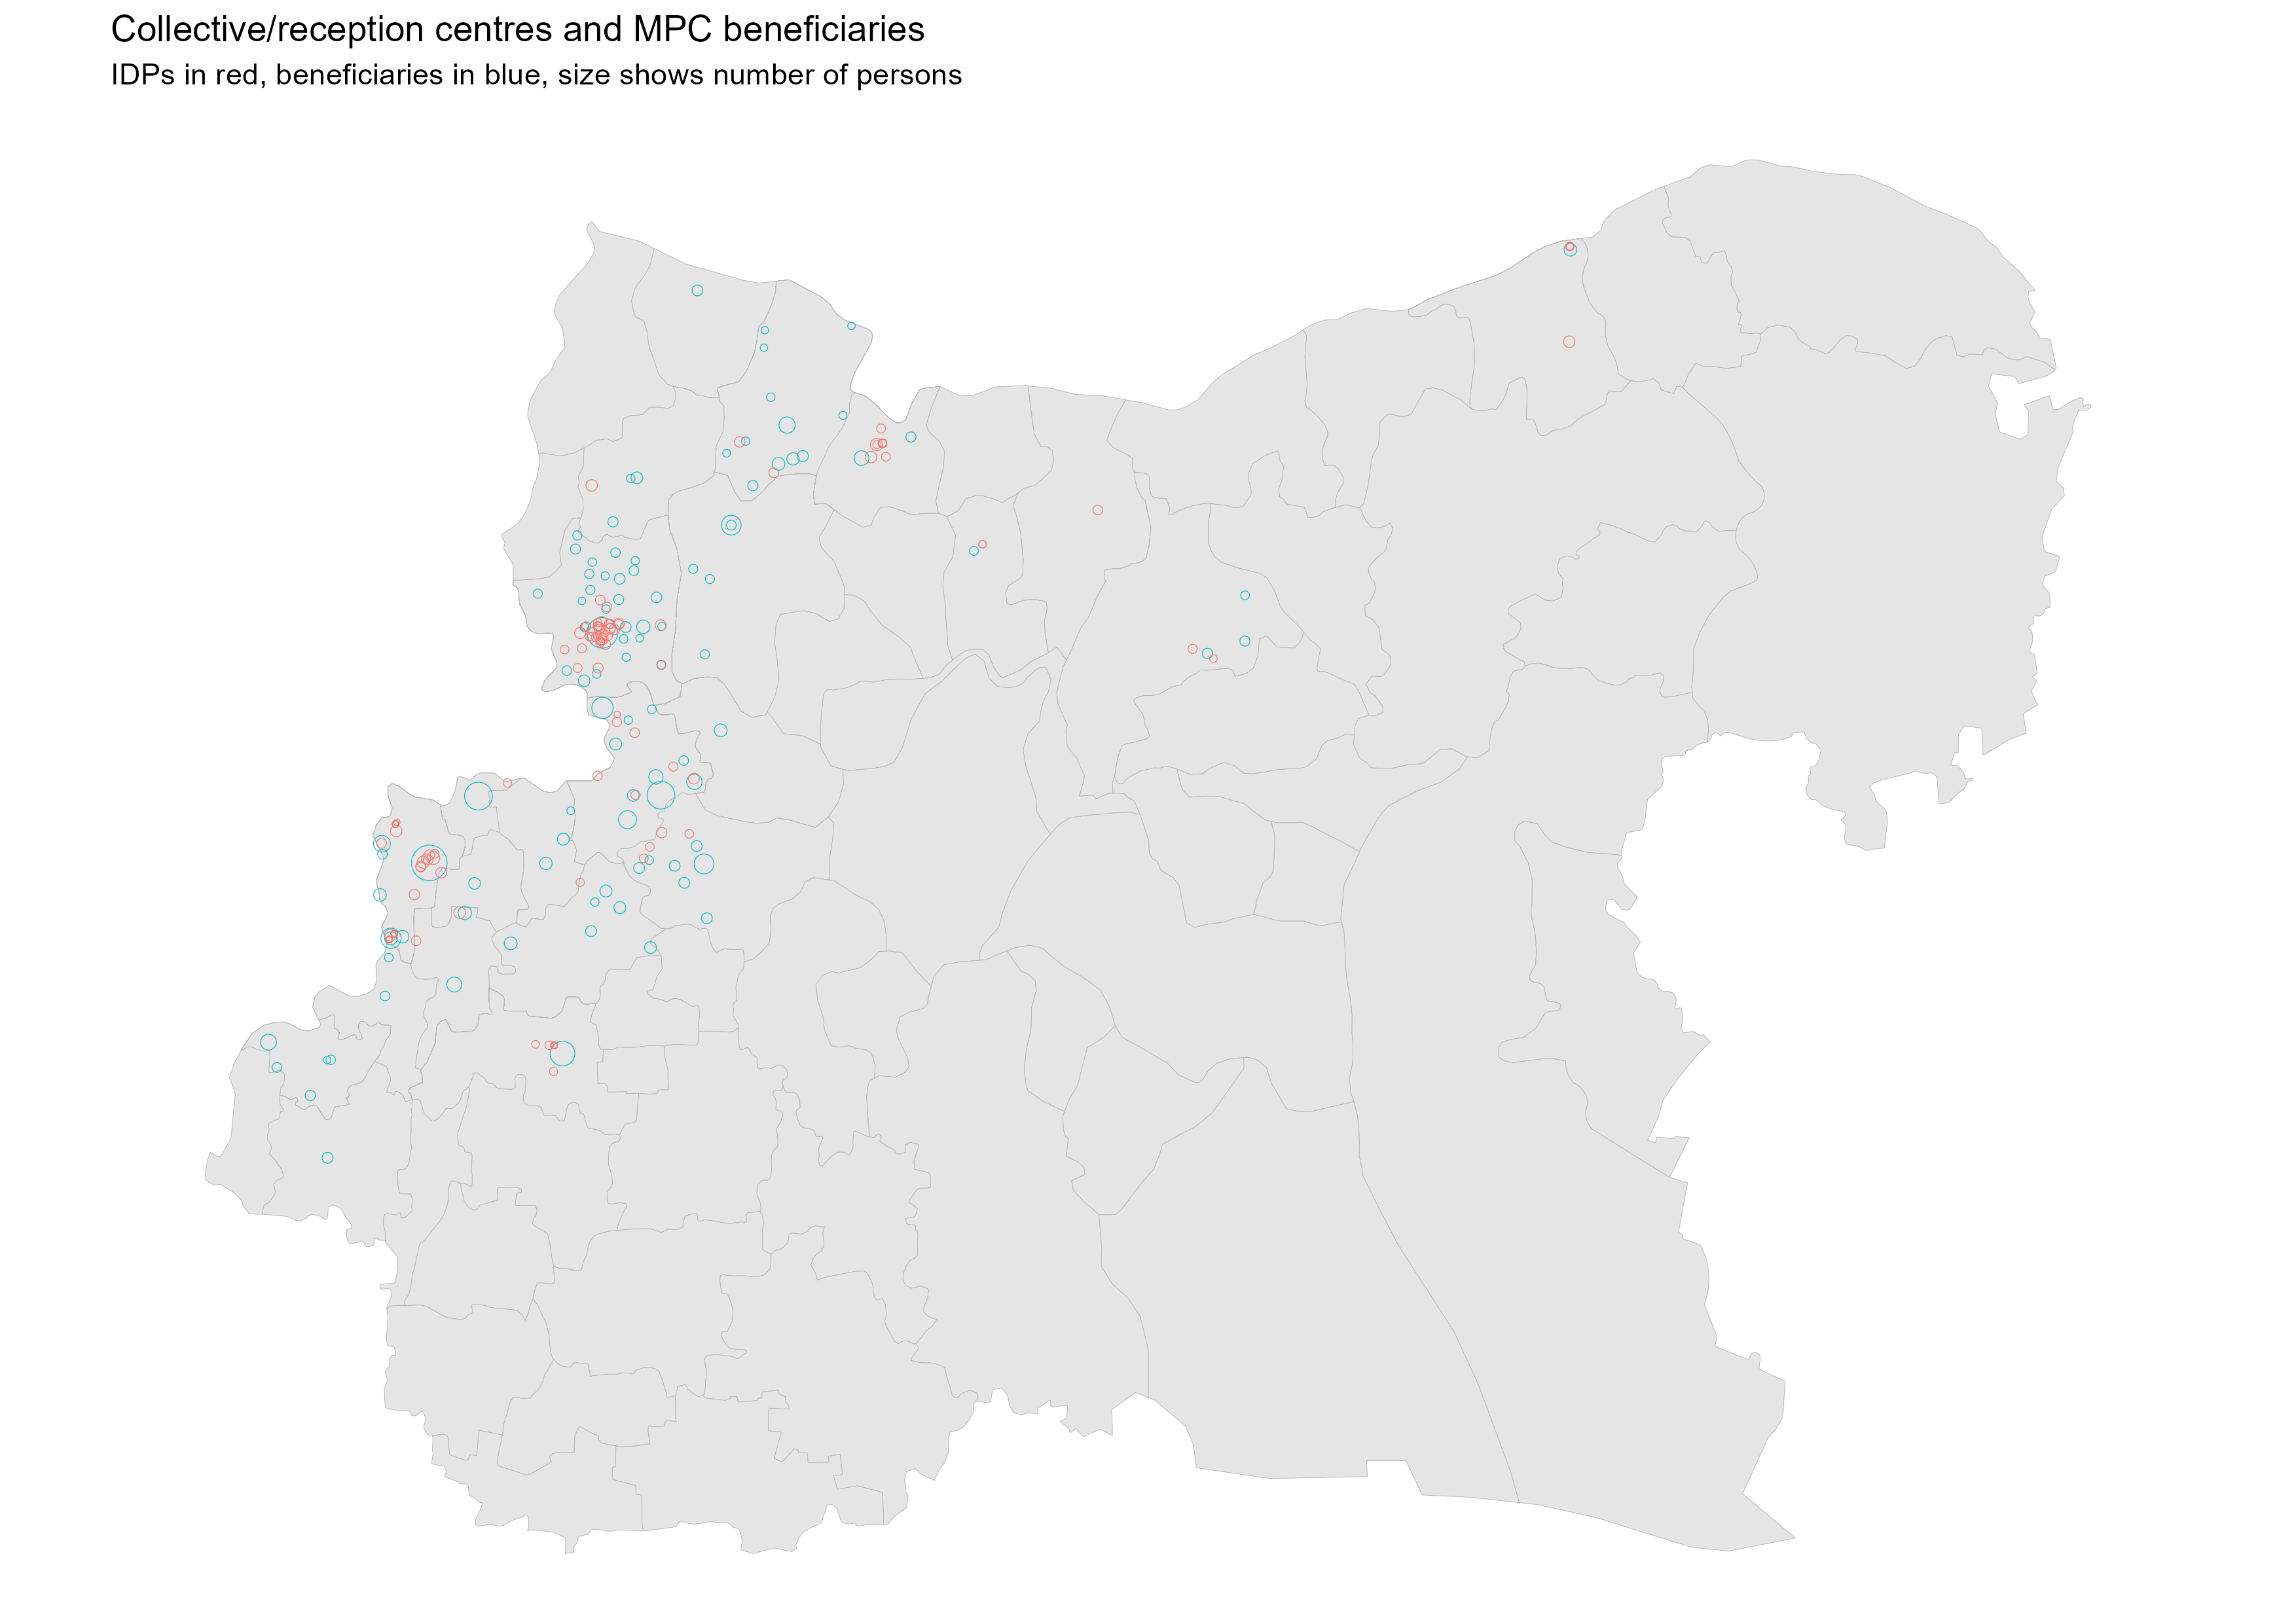 Collective/reception centres and MPC beneficiaries
IDPs in red, beneficiaries in blue, size shows number of persons